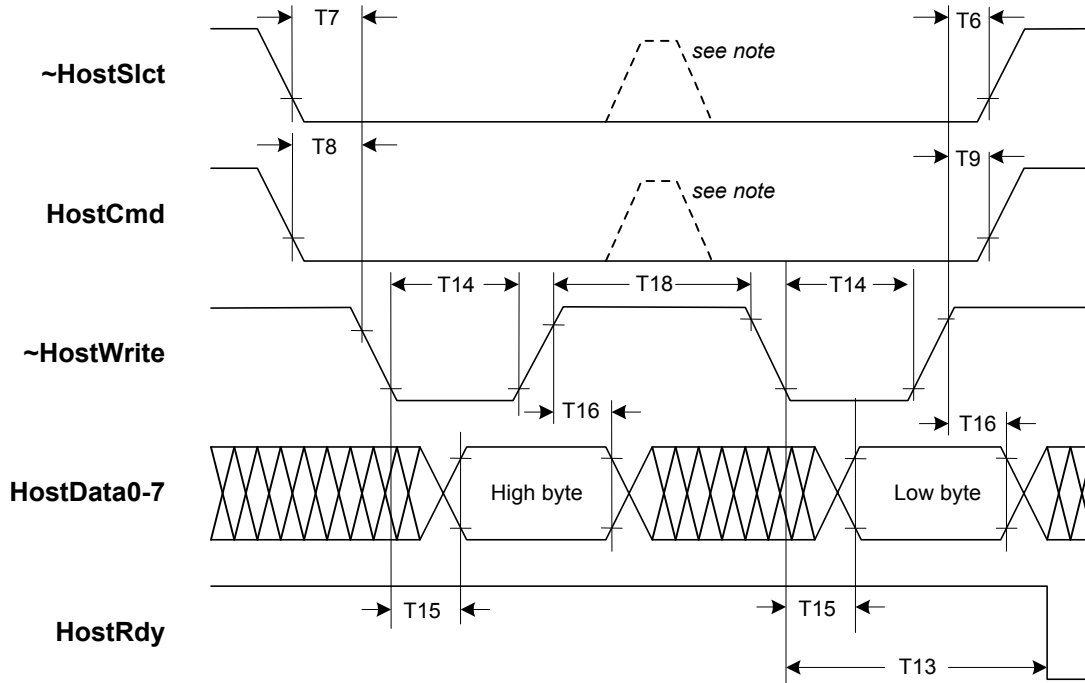 T7
T6
~HostSlct
see note
T8
T9
HostCmd
see note
T14
T18
T14
~HostWrite
T16
T16
HostData0-7
High byte
Low byte
T15
T15
HostRdy
T13